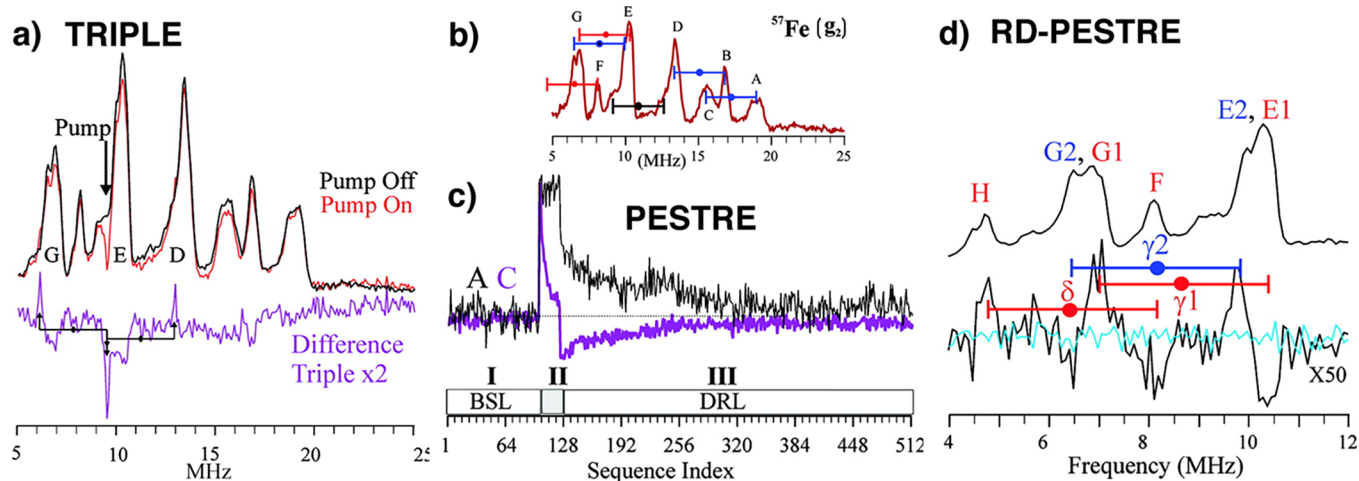 a) TRIPLE
Pump
Pump Off
Pump On
G E D
Difference
Triple x2
5 10 15 20 25
MHz
b) ⁵⁷Fe (g₂)
G E D B A
F C
5 10 15 20 25
(MHz)
c) PESTRE
A C
I II III
BSL DRL
1 64 128 192 256 320 384 448 512
Sequence Index
d) RD-PESTRE
E2, E1
G2, G1
H F
γ2
δ γ1
X50
4 6 8 10 12
Frequency (MHz)